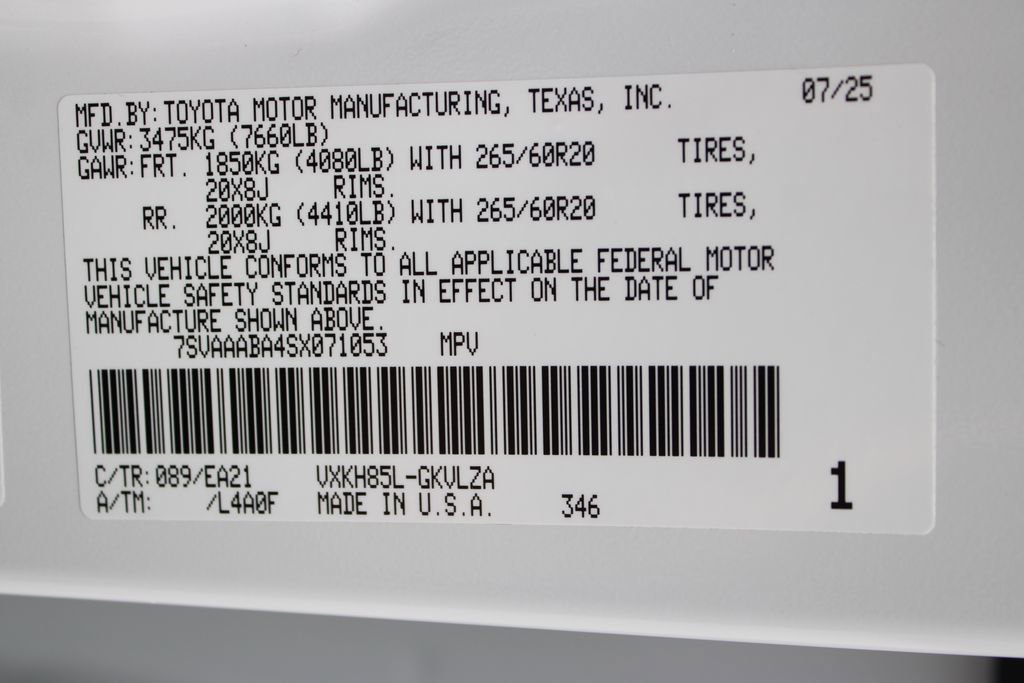 MFD.BY: TOYOTA MOTOR MANUFACTURING, TEXAS, INC. 07/25
GVWR: 3475KG (7660LB)
GAWR: FRT. 1850KG (4080LB) WITH 265/60R20 TIRES,
20X8J RIMS.
RR. 2000KG (4410LB) WITH 265/60R20 TIRES,
20X8J RIMS.
THIS VEHICLE CONFORMS TO ALL APPLICABLE FEDERAL MOTOR
VEHICLE SAFETY STANDARDS IN EFFECT ON THE DATE OF
MANUFACTURE SHOWN ABOVE.
7SVAAABA4SX071053 MPV
C/TR: 089/EA21 VXKH85L-GKVLZA
A/TM: /L4A0F MADE IN U.S.A. 346 1